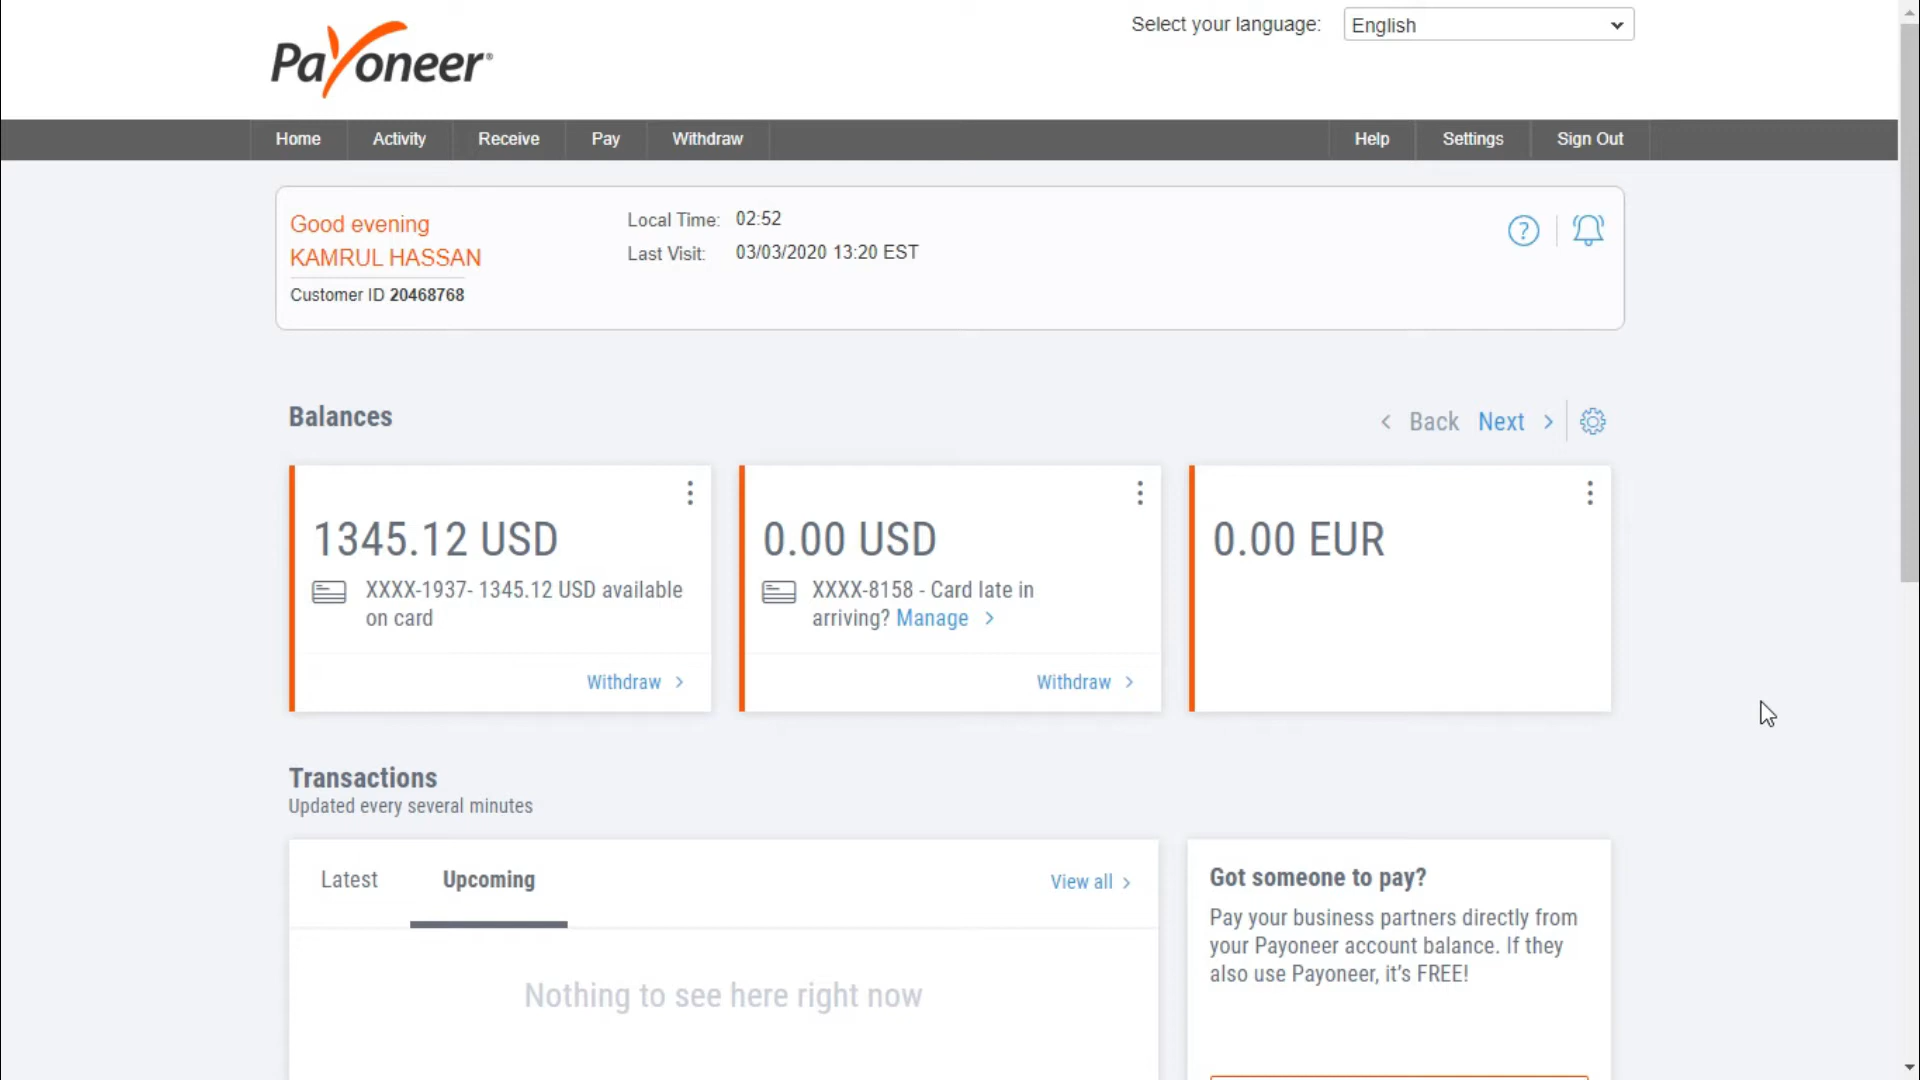 Payoneer®
Select your language: English
Home Activity Receive Pay Withdraw Help Settings Sign Out
Good evening
KAMRUL HASSAN
Customer ID 20468768
Local Time: 02:52
Last Visit: 03/03/2020 13:20 EST
?
Balances
< Back Next >
1345.12 USD
XXXX-1937- 1345.12 USD available
on card
Withdraw >
0.00 USD
XXXX-8158 - Card late in
arriving? Manage >
Withdraw >
0.00 EUR
Transactions
Updated every several minutes
Latest Upcoming View all >
Nothing to see here right now
Got someone to pay?
Pay your business partners directly from
your Payoneer account balance. If they
also use Payoneer, it's FREE!